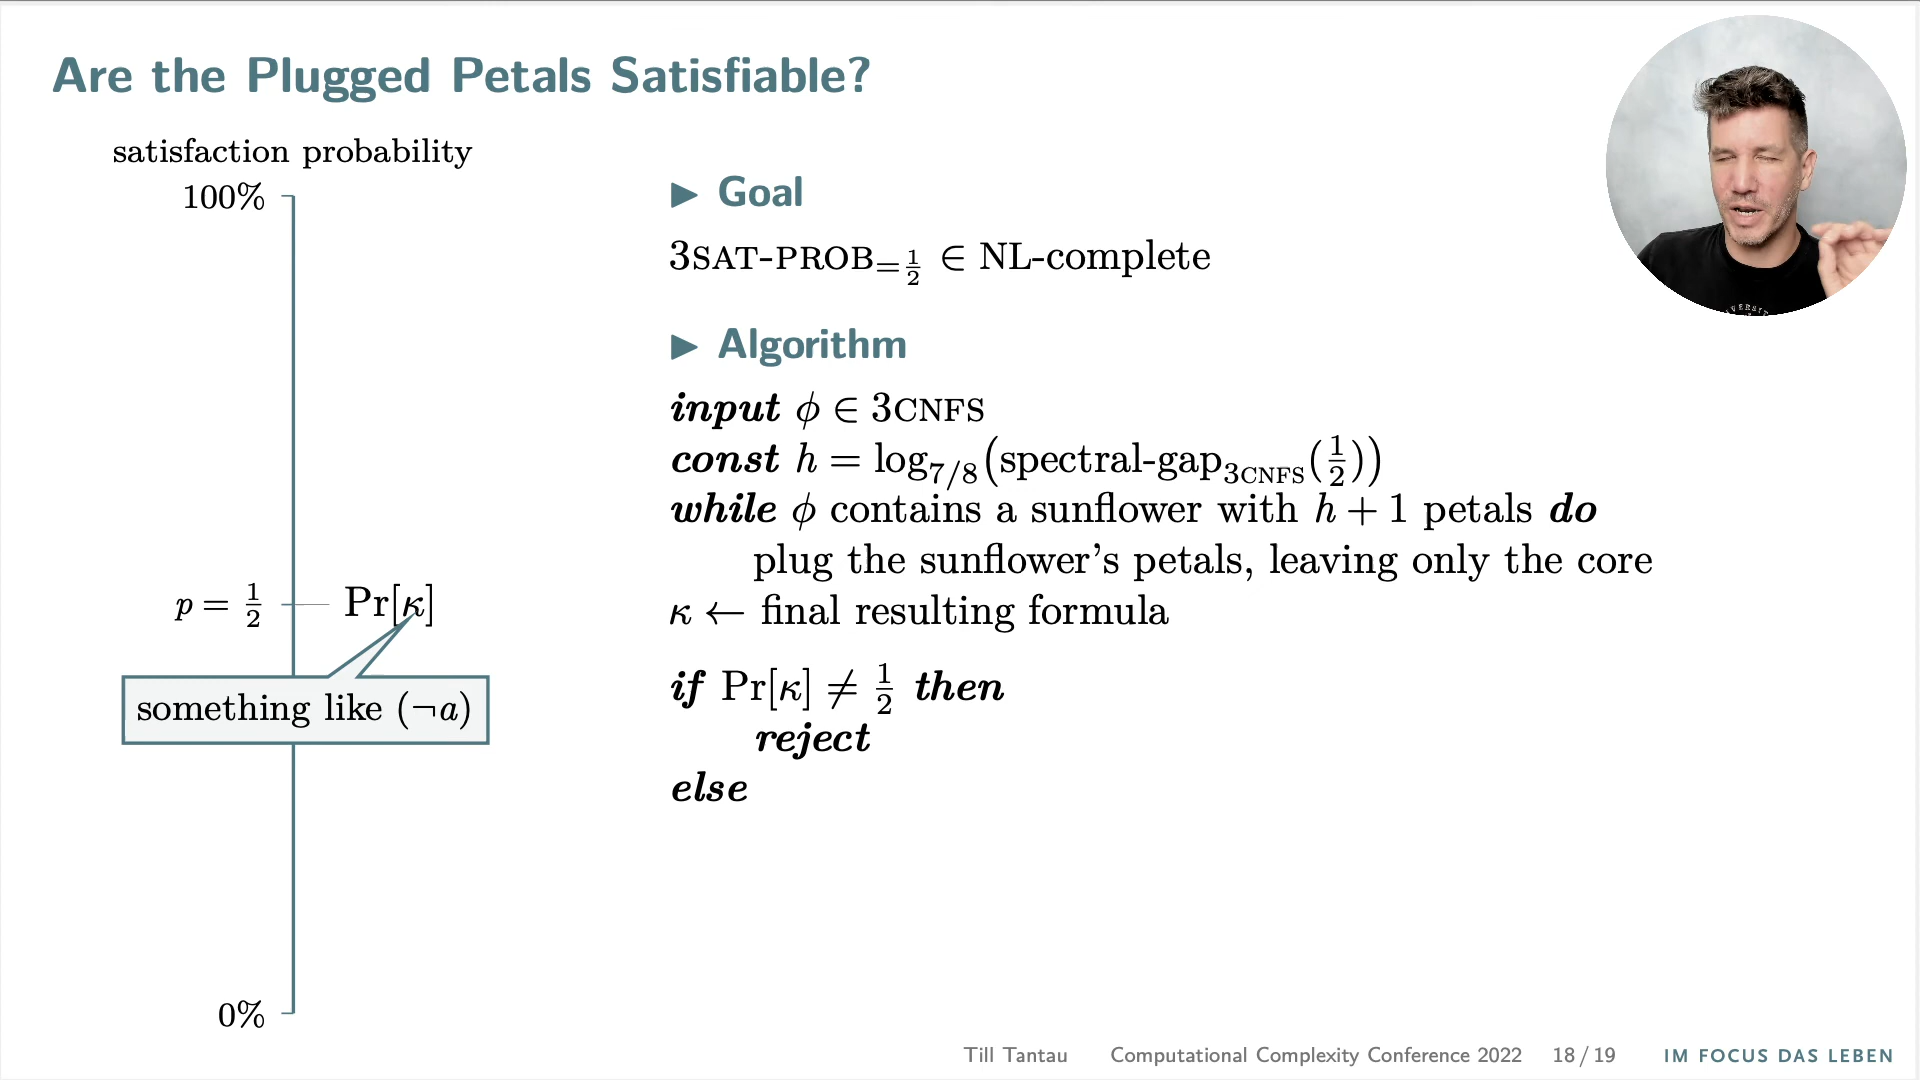 Are the Plugged Petals Satisfiable?
satisfaction probability
100%
p = 1/2
Pr[κ]
something like (¬a)
0%
▶ Goal
3SAT-PROB_{=1/2} ∈ NL-complete
▶ Algorithm
input ϕ ∈ 3CNFS
const h = log_{7/8}(spectral-gap_{3CNFS}(1/2))
while ϕ contains a sunflower with h + 1 petals do
plug the sunflower's petals, leaving only the core
κ ← final resulting formula
if Pr[κ] ≠ 1/2 then
reject
else
Till Tantau Computational Complexity Conference 2022 18 / 19 IM FOCUS DAS LEBEN